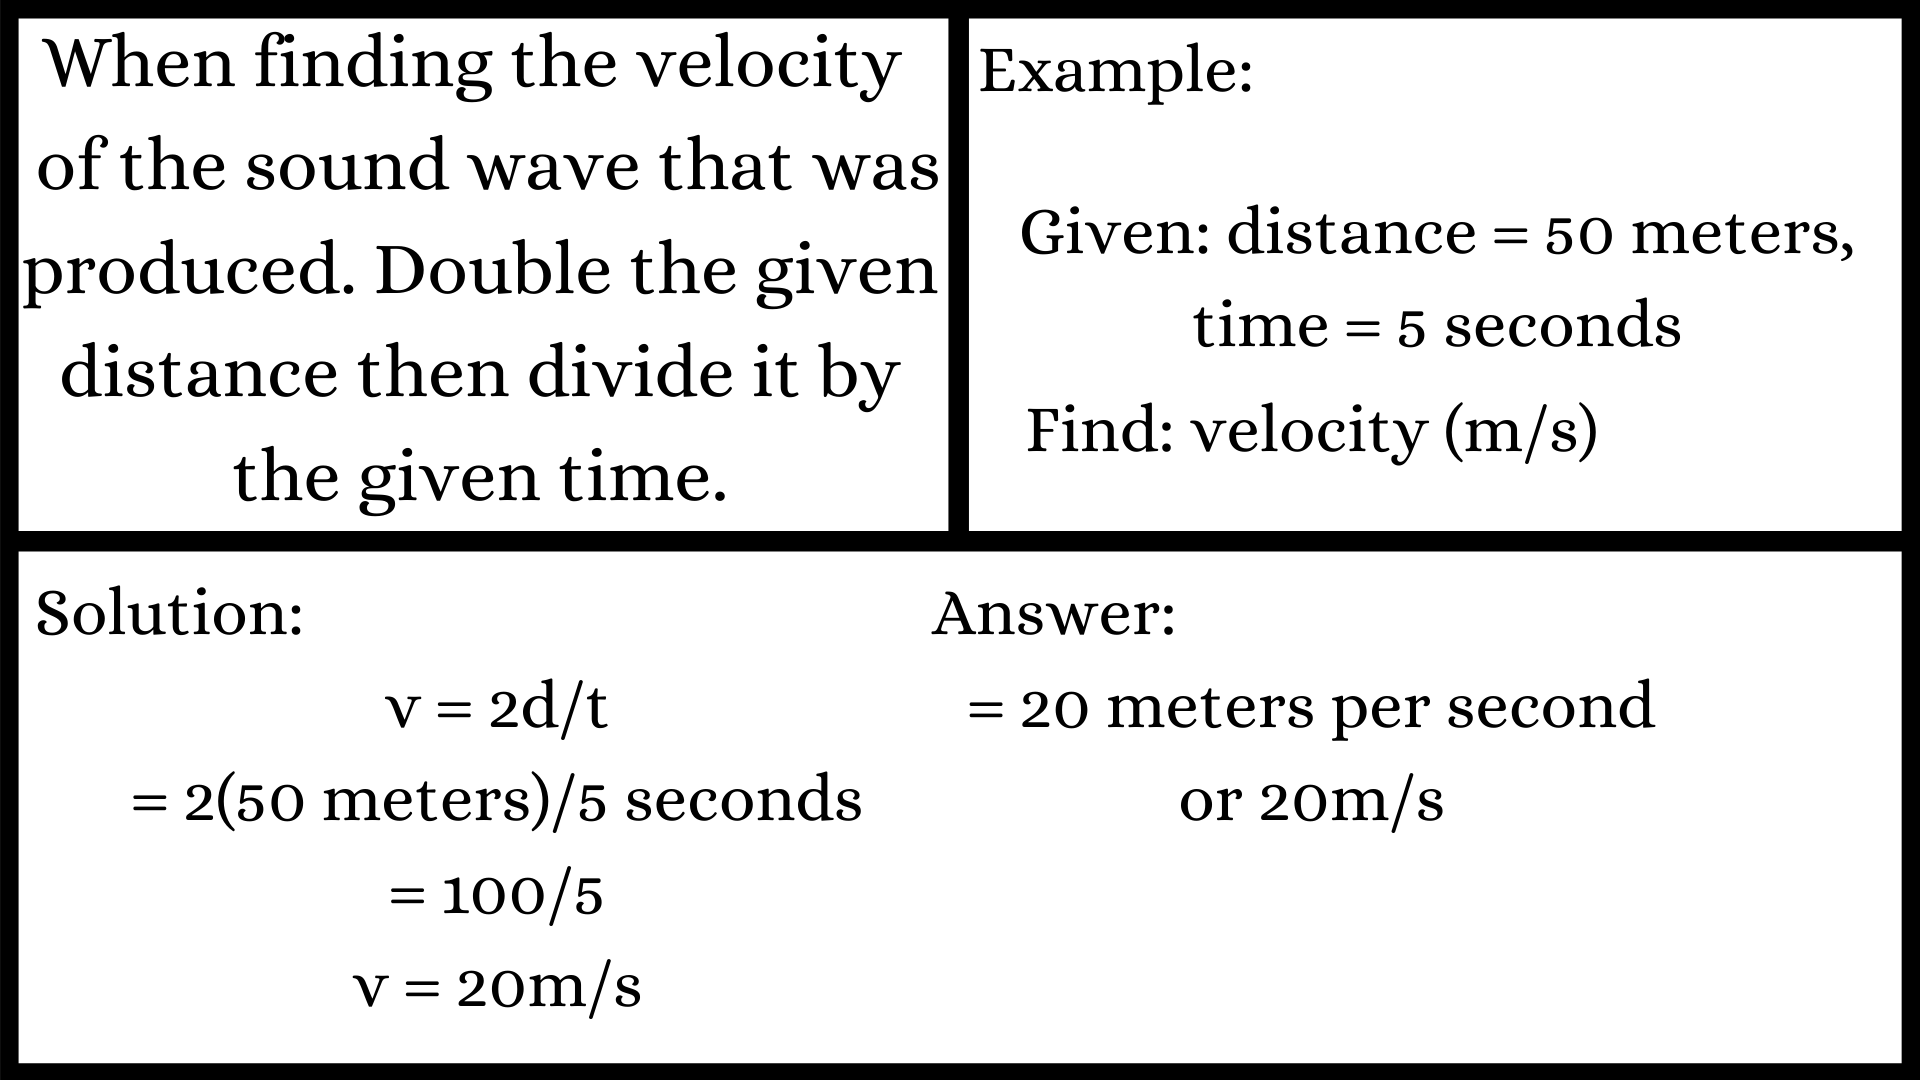 When finding the velocity
of the sound wave that was
produced. Double the given
distance then divide it by
the given time.
Example:
Given: distance = 50 meters,
time = 5 seconds
Find: velocity (m/s)
Solution:
v = 2d/t
= 2(50 meters)/5 seconds
= 100/5
v = 20m/s
Answer:
= 20 meters per second
or 20m/s